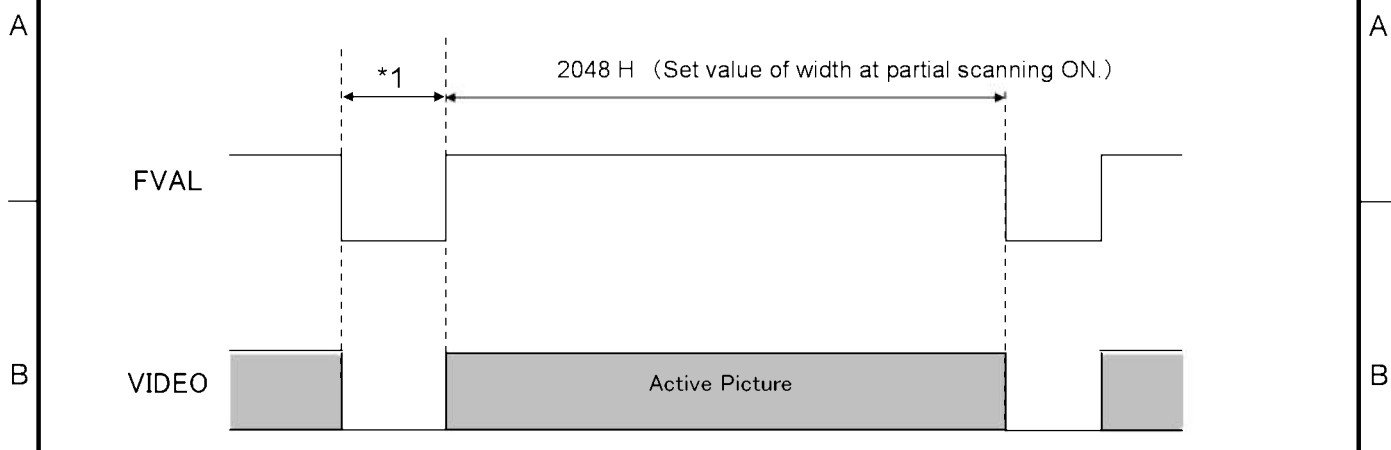 A
A
*1
2048 H （Set value of width at partial scanning ON.）
FVAL
B
VIDEO
Active Picture
B